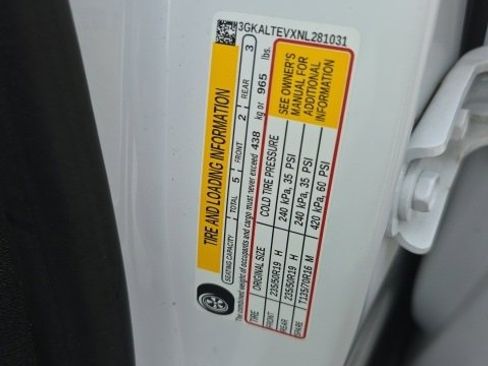 3GKALTEVXNL281031
TIRE AND LOADING INFORMATION
SEATING CAPACITY TOTAL 5 FRONT 2 REAR 3
The combined weight of occupants and cargo must never exceed 438 kg or 965 lbs.
TIRE ORIGINAL SIZE COLD TIRE PRESSURE
FRONT 235/50R19 H 240 kPa, 35 PSI
REAR 235/50R19 H 240 kPa, 35 PSI
SPARE T135/70R16 M 420 kPa, 60 PSI
SEE OWNER'S
MANUAL FOR
ADDITIONAL
INFORMATION